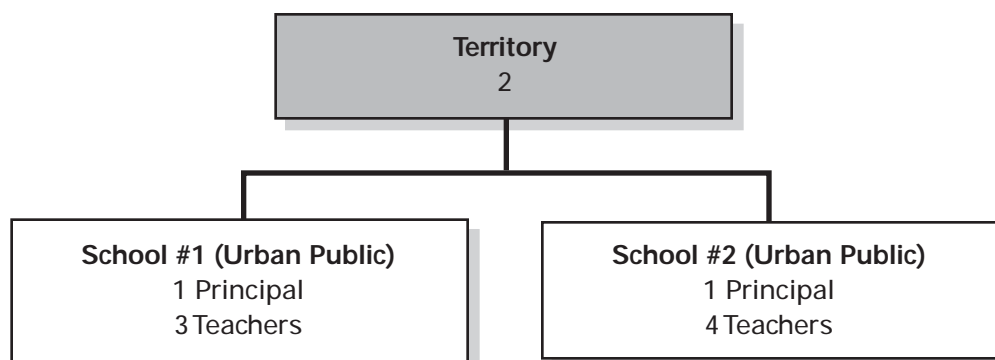 Territory
2
School #1 (Urban Public)
1 Principal
3 Teachers
School #2 (Urban Public)
1 Principal
4 Teachers